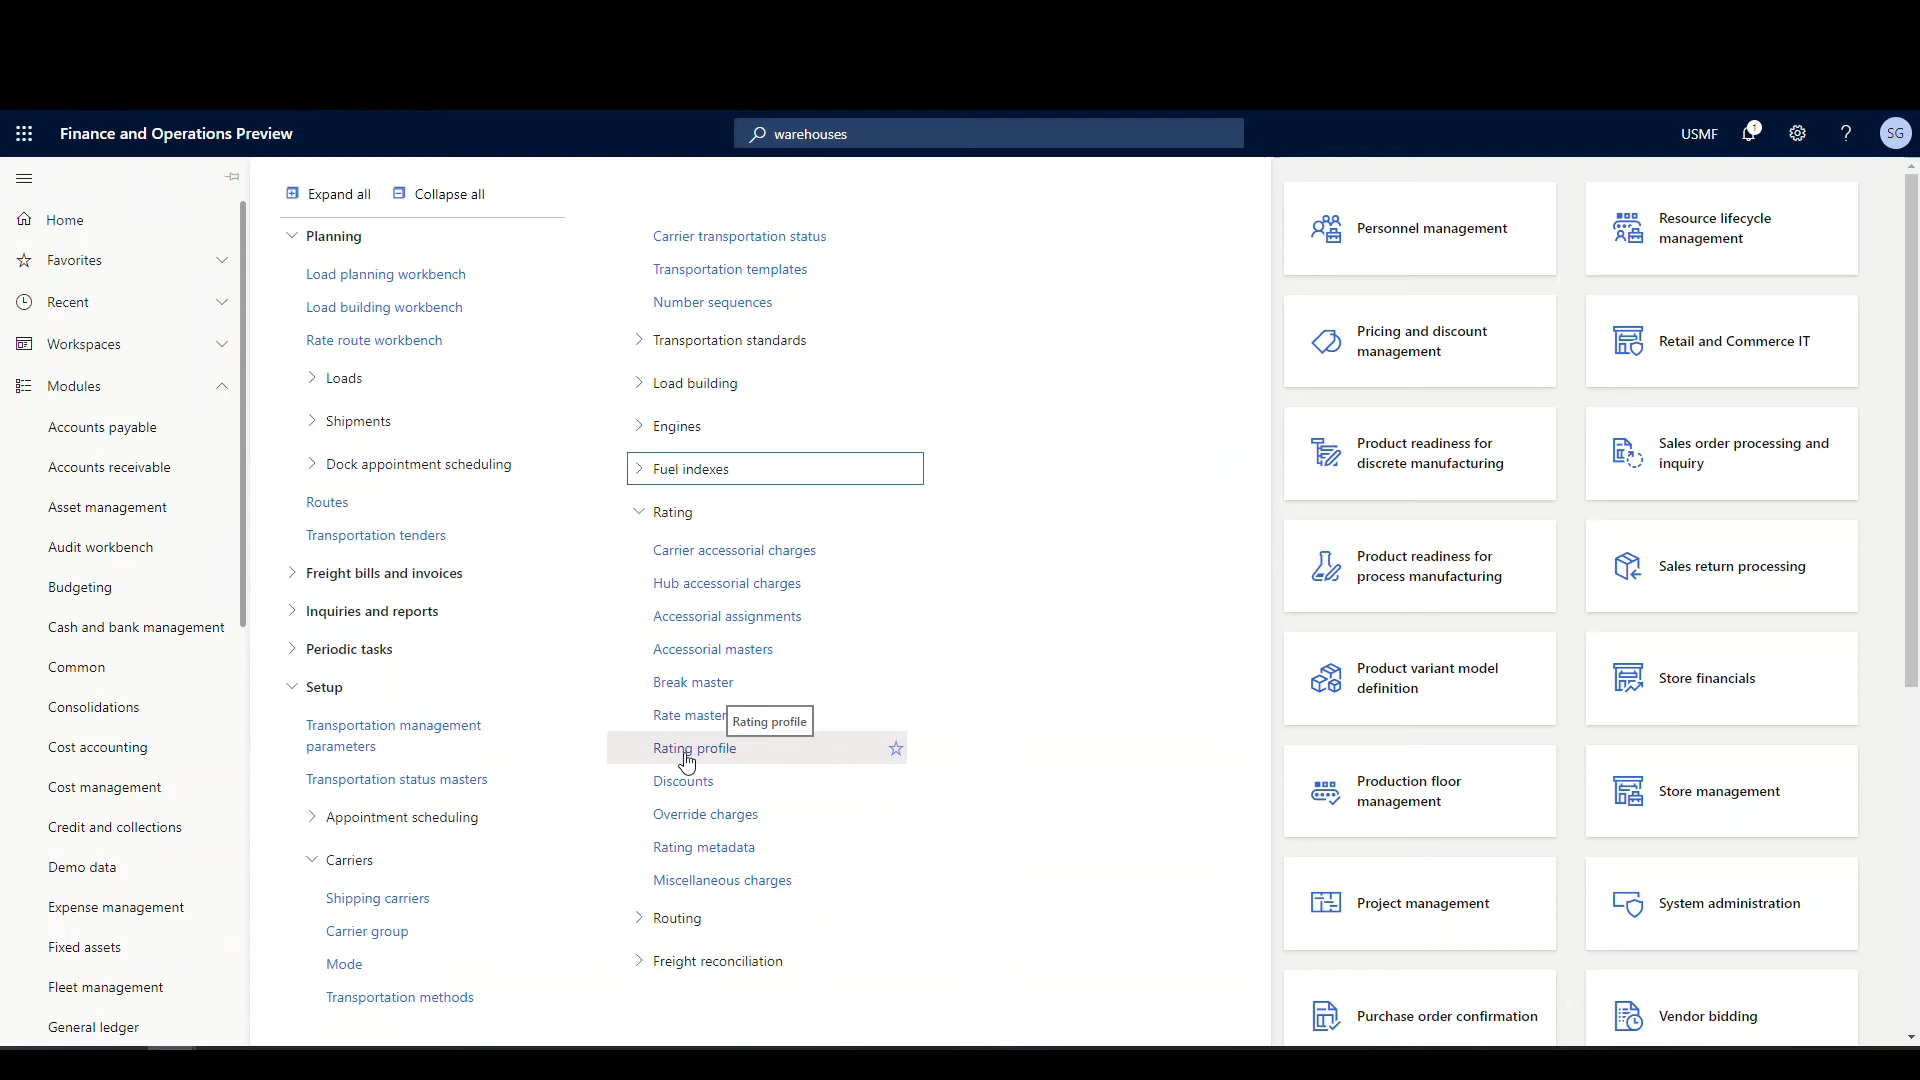 Finance and Operations Preview
warehouses
USMF
1
SG
Home
Favorites
Recent
Workspaces
Modules
Accounts payable
Accounts receivable
Asset management
Audit workbench
Budgeting
Cash and bank management
Common
Consolidations
Cost accounting
Cost management
Credit and collections
Demo data
Expense management
Fixed assets
Fleet management
General ledger
Expand all
Collapse all
Planning
Load planning workbench
Load building workbench
Rate route workbench
Loads
Shipments
Dock appointment scheduling
Routes
Transportation tenders
Freight bills and invoices
Inquiries and reports
Periodic tasks
Setup
Transportation management
parameters
Transportation status masters
Appointment scheduling
Carriers
Shipping carriers
Carrier group
Mode
Transportation methods
Carrier transportation status
Transportation templates
Number sequences
Transportation standards
Load building
Engines
Fuel indexes
Rating
Carrier accessorial charges
Hub accessorial charges
Accessorial assignments
Accessorial masters
Break master
Rate master
Rating profile
Rating profile
Discounts
Override charges
Rating metadata
Miscellaneous charges
Routing
Freight reconciliation
Personnel management
Resource lifecycle
management
Pricing and discount
management
Retail and Commerce IT
Product readiness for
discrete manufacturing
Sales order processing and
inquiry
Product readiness for
process manufacturing
Sales return processing
Product variant model
definition
Store financials
Production floor
management
Store management
Project management
System administration
Purchase order confirmation
Vendor bidding